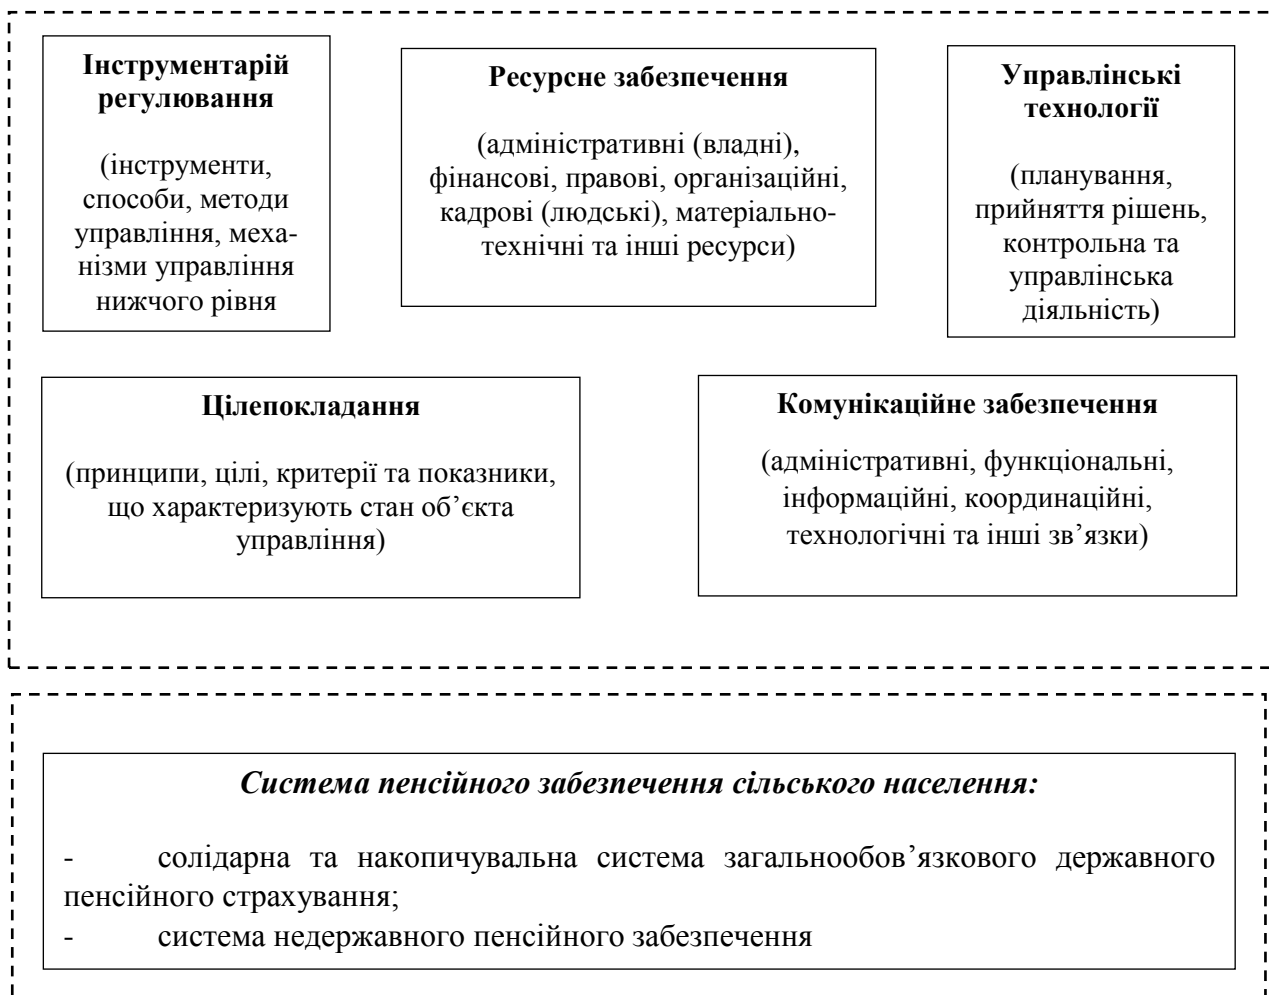 Інструментарій
регулювання
(інструменти,
способи, методи
управління, меха-
нізми управління
нижчого рівня
Ресурсне забезпечення
(адміністративні (владні),
фінансові, правові, організаційні,
кадрові (людські), матеріально-
технічні та інші ресурси)
Управлінські
технології
(планування,
прийняття рішень,
контрольна та
управлінська
діяльність)
Цілепокладання
(принципи, цілі, критерії та показники,
що характеризують стан об’єкта
управління)
Комунікаційне забезпечення
(адміністративні, функціональні,
інформаційні, координаційні,
технологічні та інші зв’язки)
Система пенсійного забезпечення сільського населення:
- солідарна та накопичувальна система загальнообов’язкового державного
пенсійного страхування;
- система недержавного пенсійного забезпечення